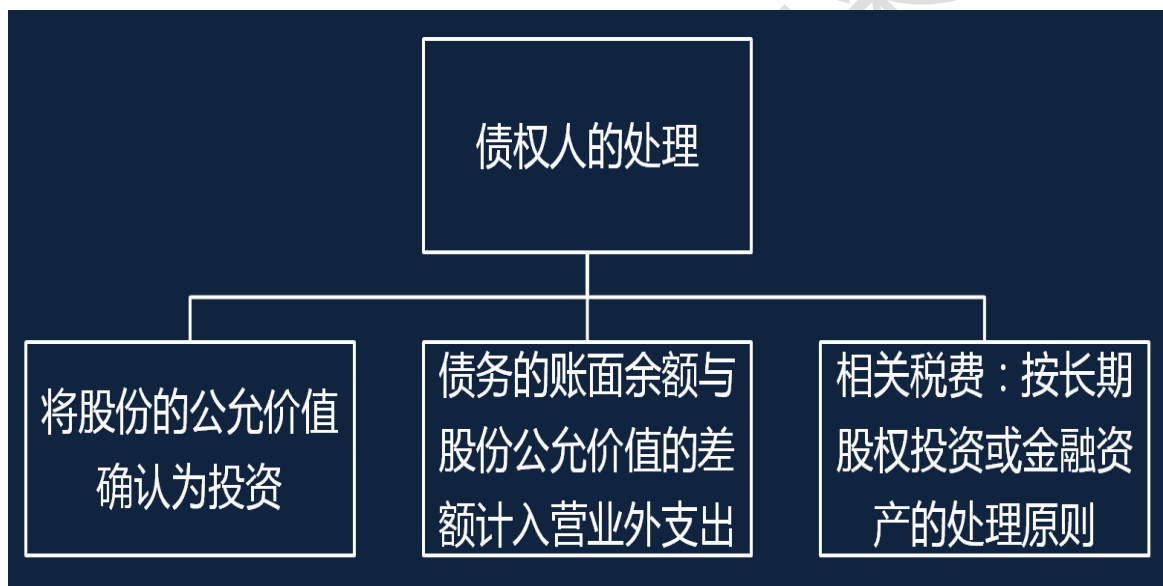 债权人的处理
将股份的公允价值
确认为投资
债务的账面余额与
股份公允价值的差
额计入营业外支出
相关税费：按长期
股权投资或金融资
产的处理原则